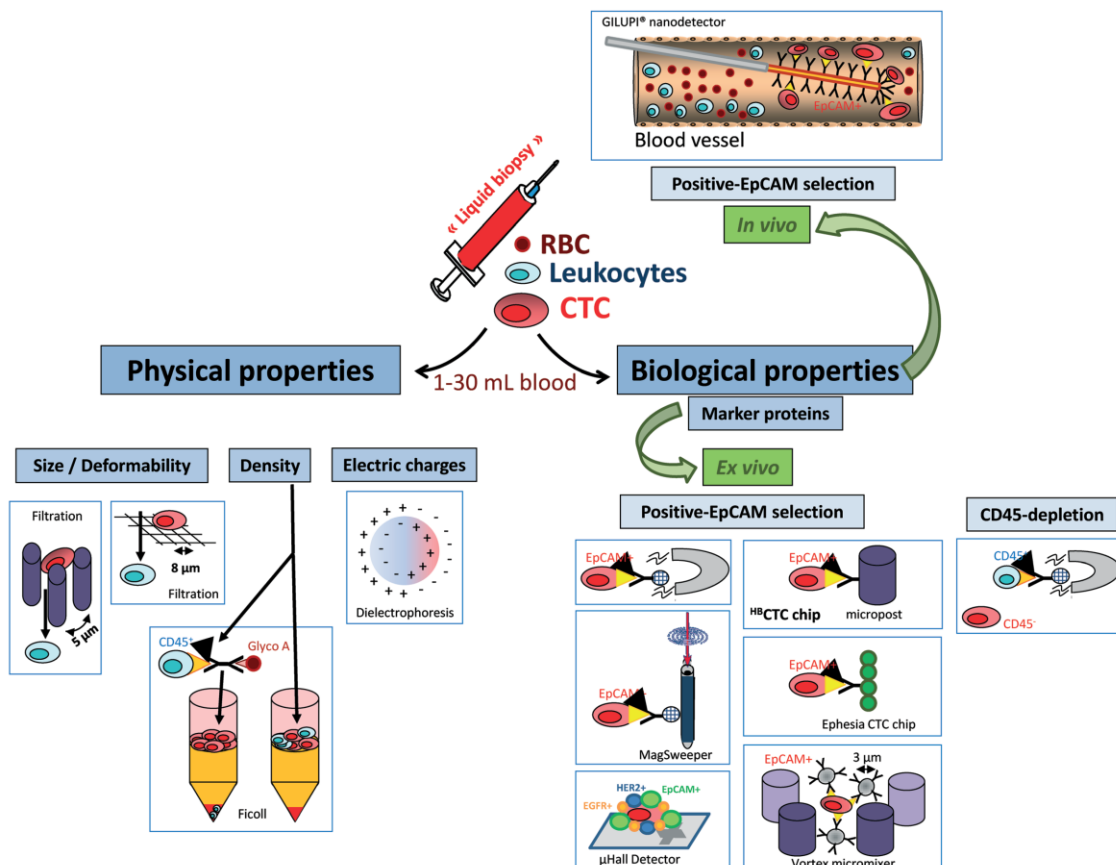 GILUPI® nanodetector
EpCAM+
Blood vessel
Positive-EpCAM selection
In vivo
« Liquid biopsy »
RBC
Leukocytes
CTC
Physical properties
1-30 mL blood
Biological properties
Marker proteins
Ex vivo
Size / Deformability
Density
Electric charges
Positive-EpCAM selection
CD45-depletion
Filtration
5 µm
8 µm
Filtration
Dielectrophoresis
CD45+
Glyco A
Ficoll
EpCAM+
EpCAM+
HBCTC chip
micropost
CD45+
CD45-
EpCAM+
MagSweeper
EpCAM+
Ephesia CTC chip
HER2+
EpCAM+
EGFR+
µHall Detector
EpCAM+
3 µm
Vortex micromixer